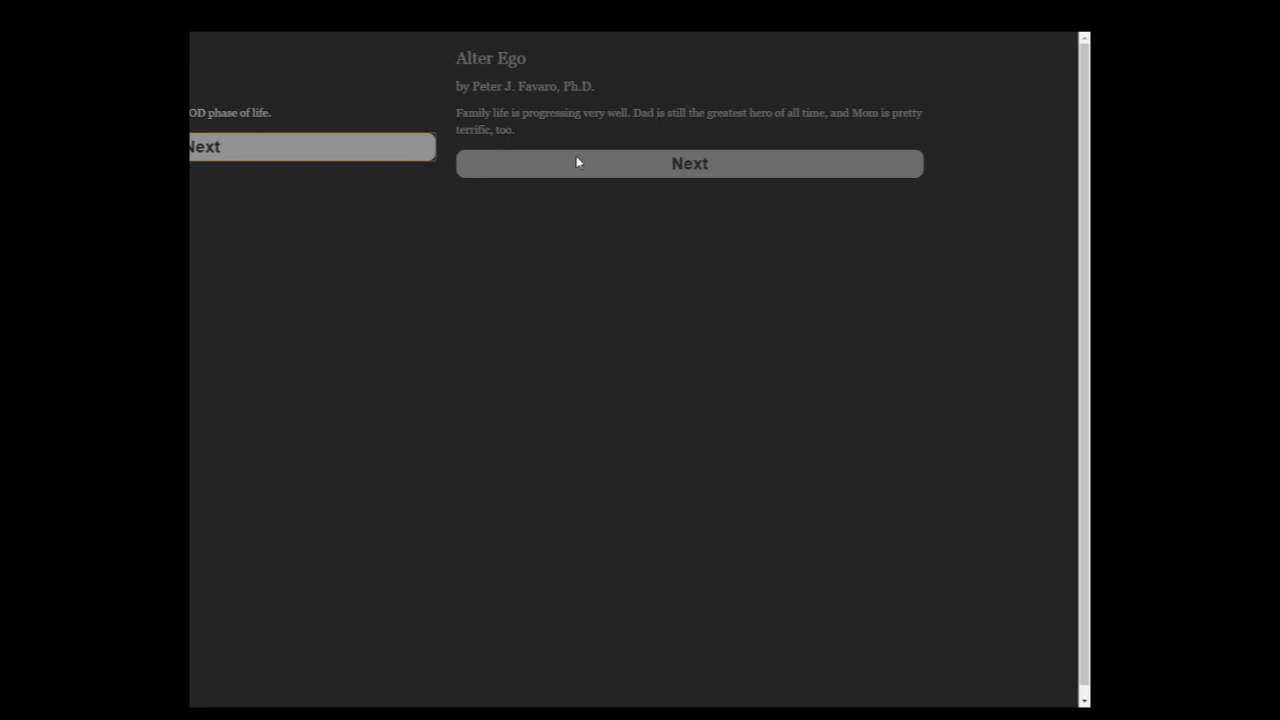 Alter Ego
by Peter J. Favaro, Ph.D.
OD phase of life.
Next
Family life is progressing very well. Dad is still the greatest hero of all time, and Mom is pretty
terrific, too.
Next